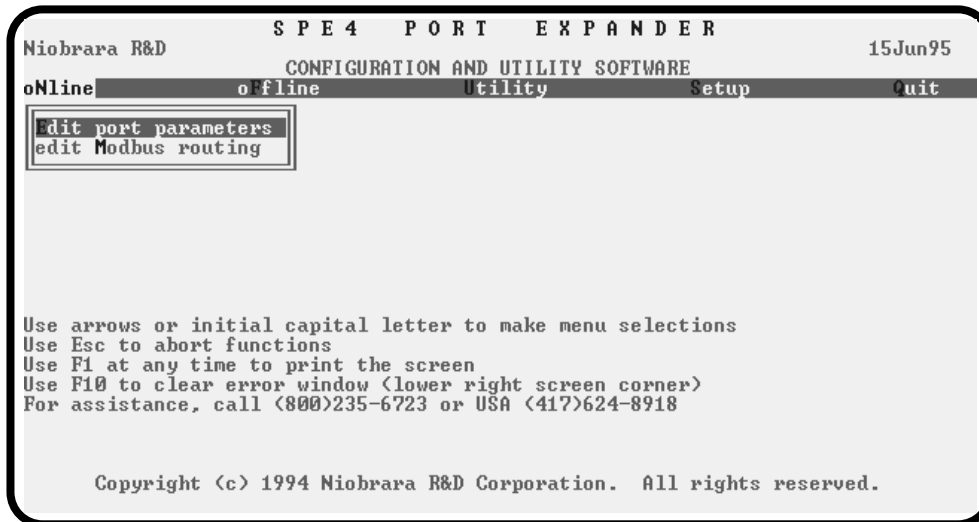 SPE4 PORT EXPANDER
Niobrara R&D 15Jun95
CONFIGURATION AND UTILITY SOFTWARE
oNline oFfline Utility Setup Quit
Edit port parameters
edit Modbus routing
Use arrows or initial capital letter to make menu selections
Use Esc to abort functions
Use F1 at any time to print the screen
Use F10 to clear error window (lower right screen corner)
For assistance, call (800)235-6723 or USA (417)624-8918
Copyright (c) 1994 Niobrara R&D Corporation. All rights reserved.